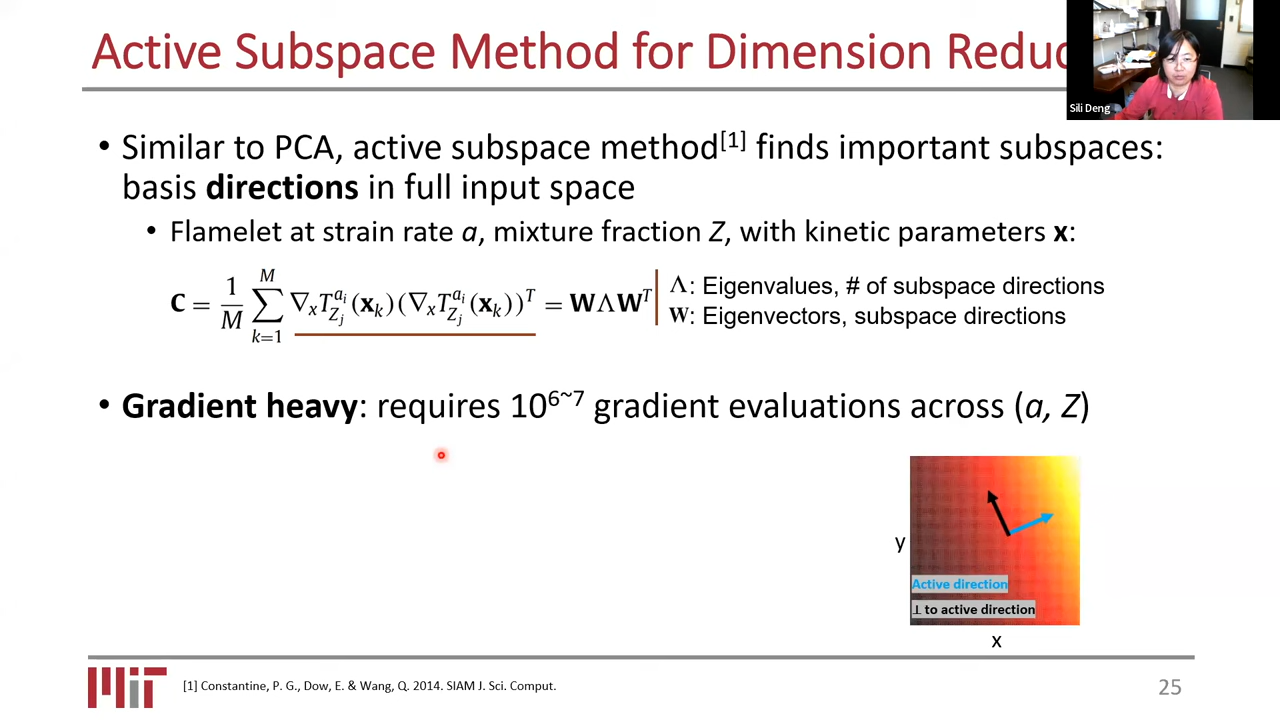 Active Subspace Method for Dimension Reduc
Sili Deng
• Similar to PCA, active subspace method[1] finds important subspaces:
basis directions in full input space
• Flamelet at strain rate a, mixture fraction Z, with kinetic parameters x:
C = 1/M ∑_{k=1}^{M} ∇_x T_{Z_j}^{a_i}(x_k)(∇_x T_{Z_j}^{a_i}(x_k))^T = WΛW^T
Λ: Eigenvalues, # of subspace directions
W: Eigenvectors, subspace directions
• Gradient heavy: requires 10^{6~7} gradient evaluations across (a, Z)
y
Active direction
⊥ to active direction
x
MIT
[1] Constantine, P. G., Dow, E. & Wang, Q. 2014. SIAM J. Sci. Comput.
25